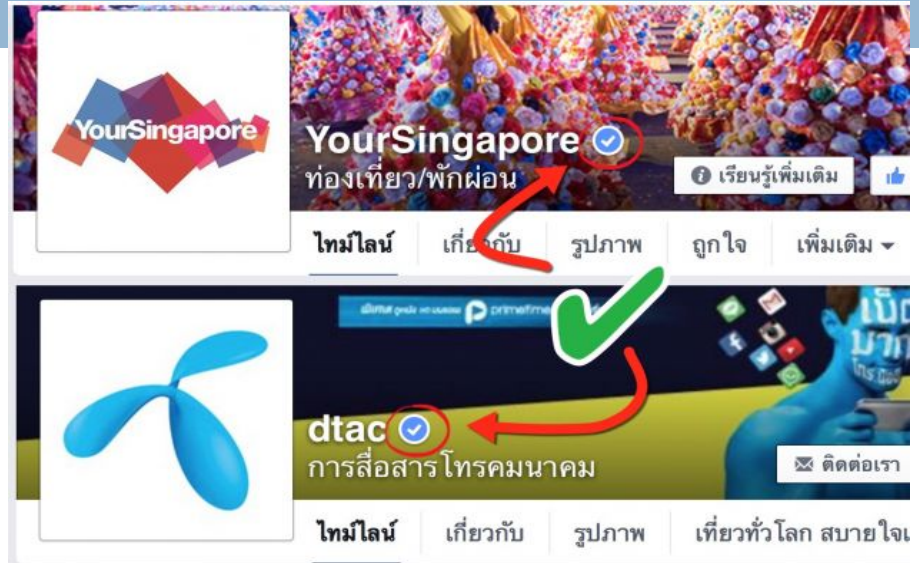 YourSingapore
YourSingapore
ท่องเที่ยว/พักผ่อน
เรียนรู้เพิ่มเติม
ไทม์ไลน์ เกี่ยวกับ รูปภาพ ถูกใจ เพิ่มเติม
dtac
การสื่อสารโทรคมนาคม
ติดต่อเรา
ไทม์ไลน์ เกี่ยวกับ รูปภาพ เที่ยวทั่วโลก สบายใจ